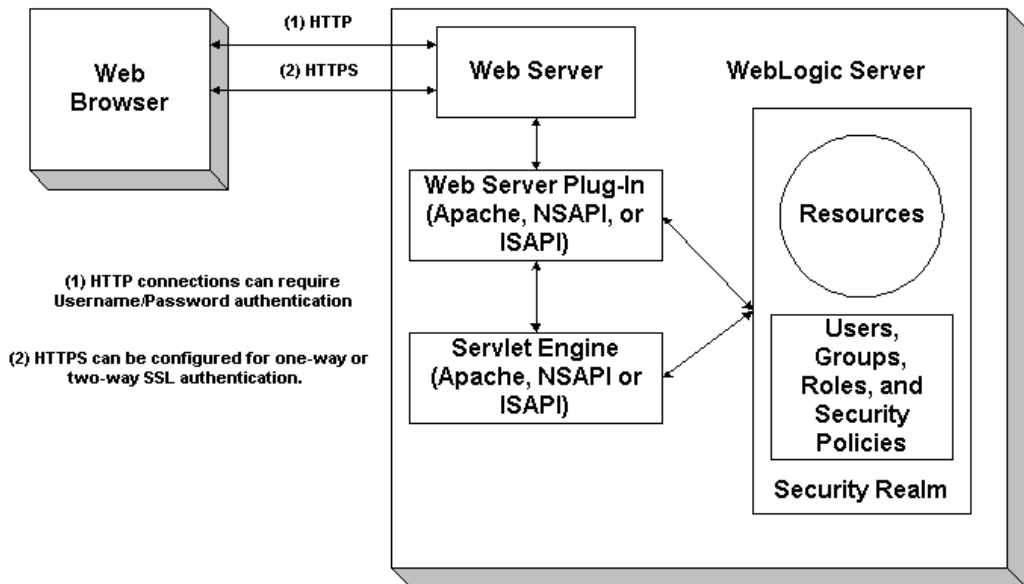 (1) HTTP
(2) HTTPS
Web
Browser
Web Server
WebLogic Server
Web Server Plug-In
(Apache, NSAPI, or
ISAPI)
Resources
(1) HTTP connections can require
Username/Password authentication
(2) HTTPS can be configured for one-way or
two-way SSL authentication.
Servlet Engine
(Apache, NSAPI or
ISAPI)
Users,
Groups,
Roles, and
Security
Policies
Security Realm